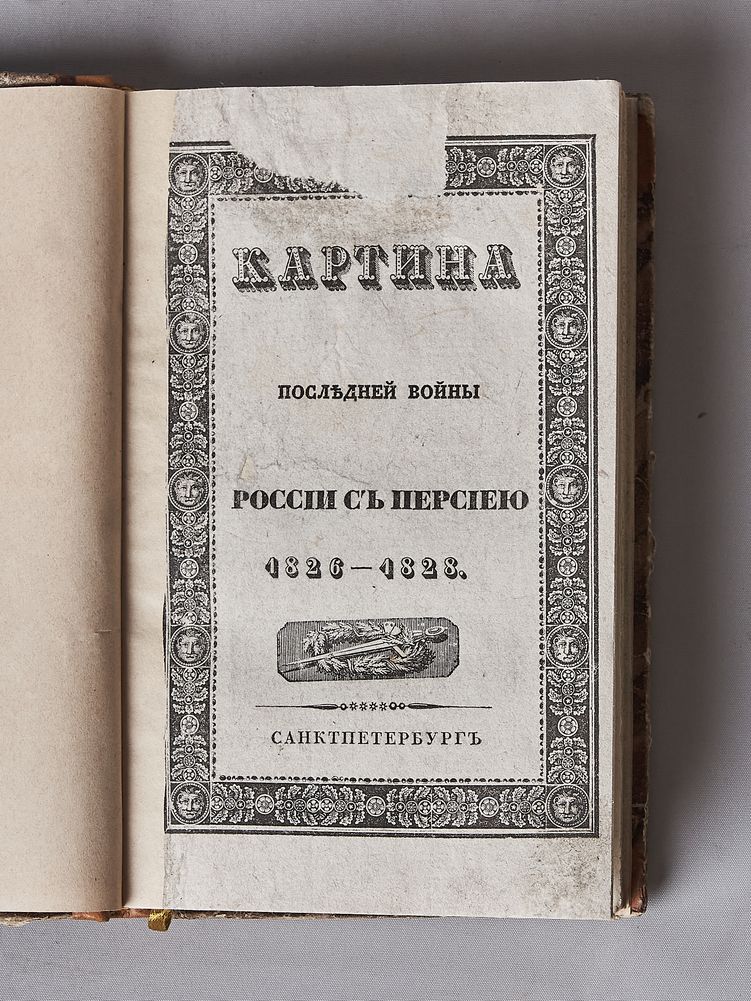 КАРТИНА
ПОСЛѢДНЕЙ ВОЙНЫ
РОССІИ СЪ ПЕРСІЕЮ
1826—1828.
САНКТПЕТЕРБУРГЪ